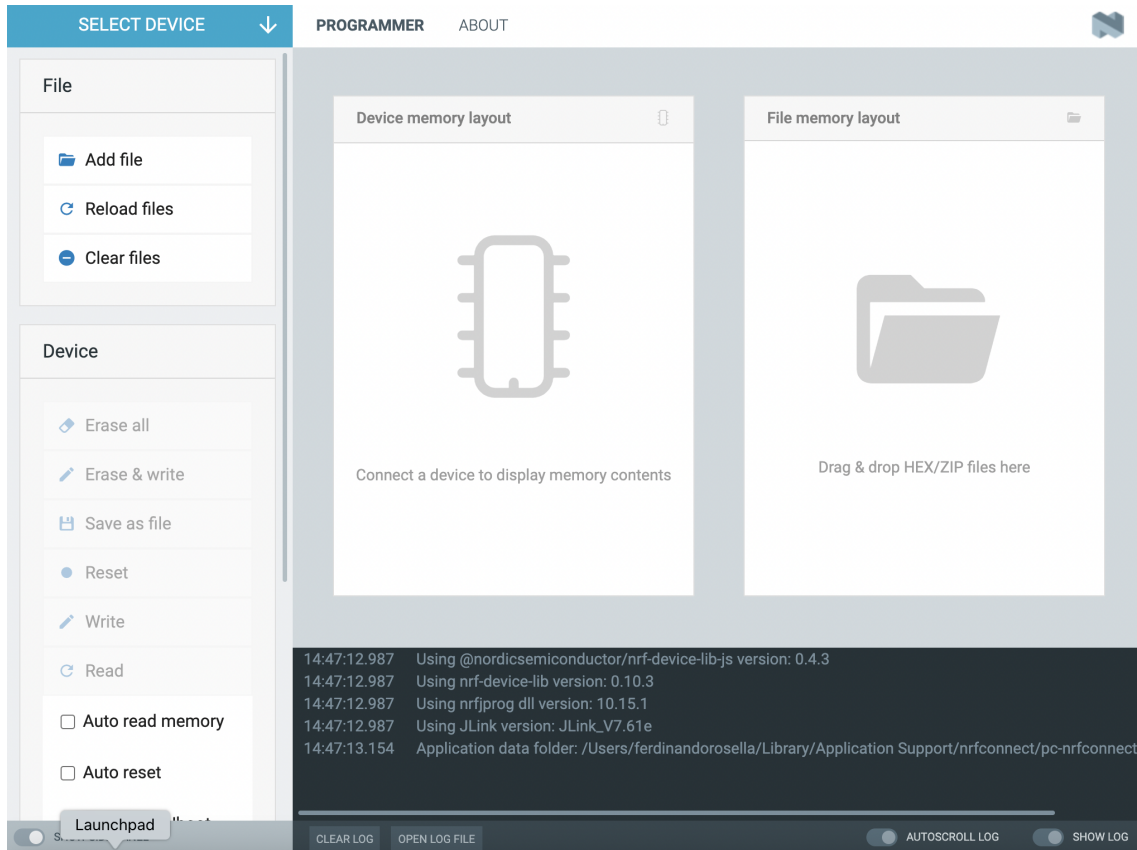 SELECT DEVICE
PROGRAMMER
ABOUT
File
Add file
Reload files
Clear files
Device
Erase all
Erase & write
Save as file
Reset
Write
Read
Auto read memory
Auto reset
Launchpad
Device memory layout
Connect a device to display memory contents
File memory layout
Drag & drop HEX/ZIP files here
14:47:12.987 Using @nordicsemiconductor/nrf-device-lib-js version: 0.4.3
14:47:12.987 Using nrf-device-lib version: 0.10.3
14:47:12.987 Using nrfjprog dll version: 10.15.1
14:47:12.987 Using JLink version: JLink_V7.61e
14:47:13.154 Application data folder: /Users/ferdinandorosella/Library/Application Support/nrfconnect/pc-nrfconnect
CLEAR LOG
OPEN LOG FILE
AUTOSCROLL LOG
SHOW LOG